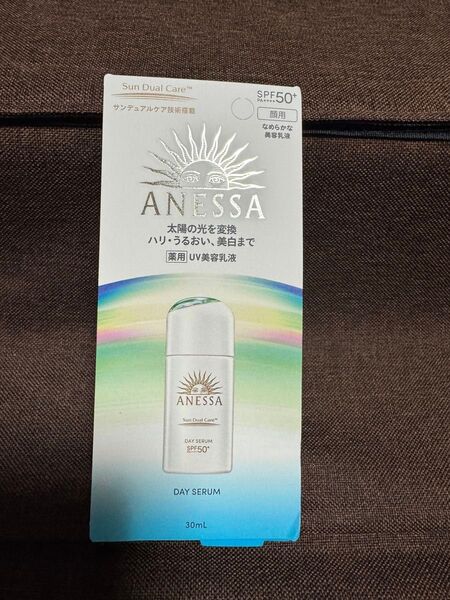 Sun Dual Care™
サンデュアルケア技術搭載
SPF50+
PA++++
顔用
なめらかな
美容乳液
ANESSA
太陽の光を変換
ハリ・うるおい、美白まで
薬用 UV美容乳液
ANESSA
Sun Dual Care™
DAY SERUM
SPF50+
DAY SERUM
30mL